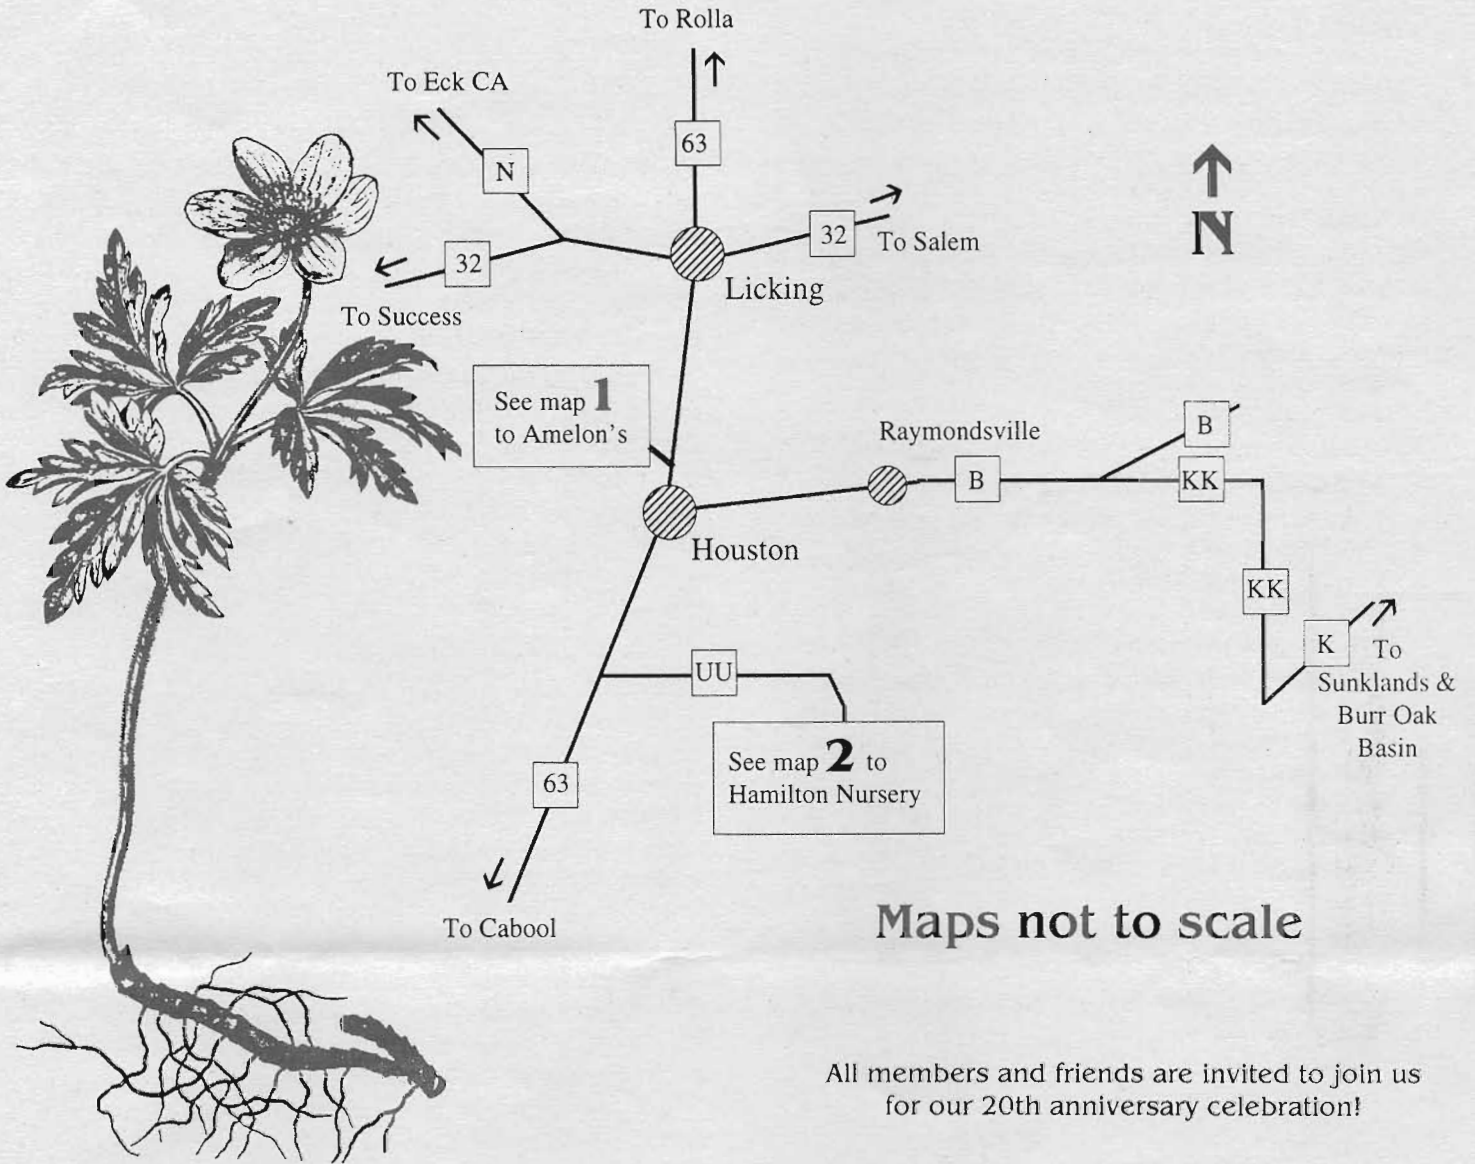 To Rolla
To Eck CA
63
N
N
32
32
To Salem
To Success
Licking
See map 1
to Amelon's
Raymondsville
B
B
KK
Houston
KK
K
To
Sunklands &
Burr Oak
Basin
UU
See map 2 to
Hamilton Nursery
63
To Cabool
Maps not to scale
All members and friends are invited to join us
for our 20th anniversary celebration!